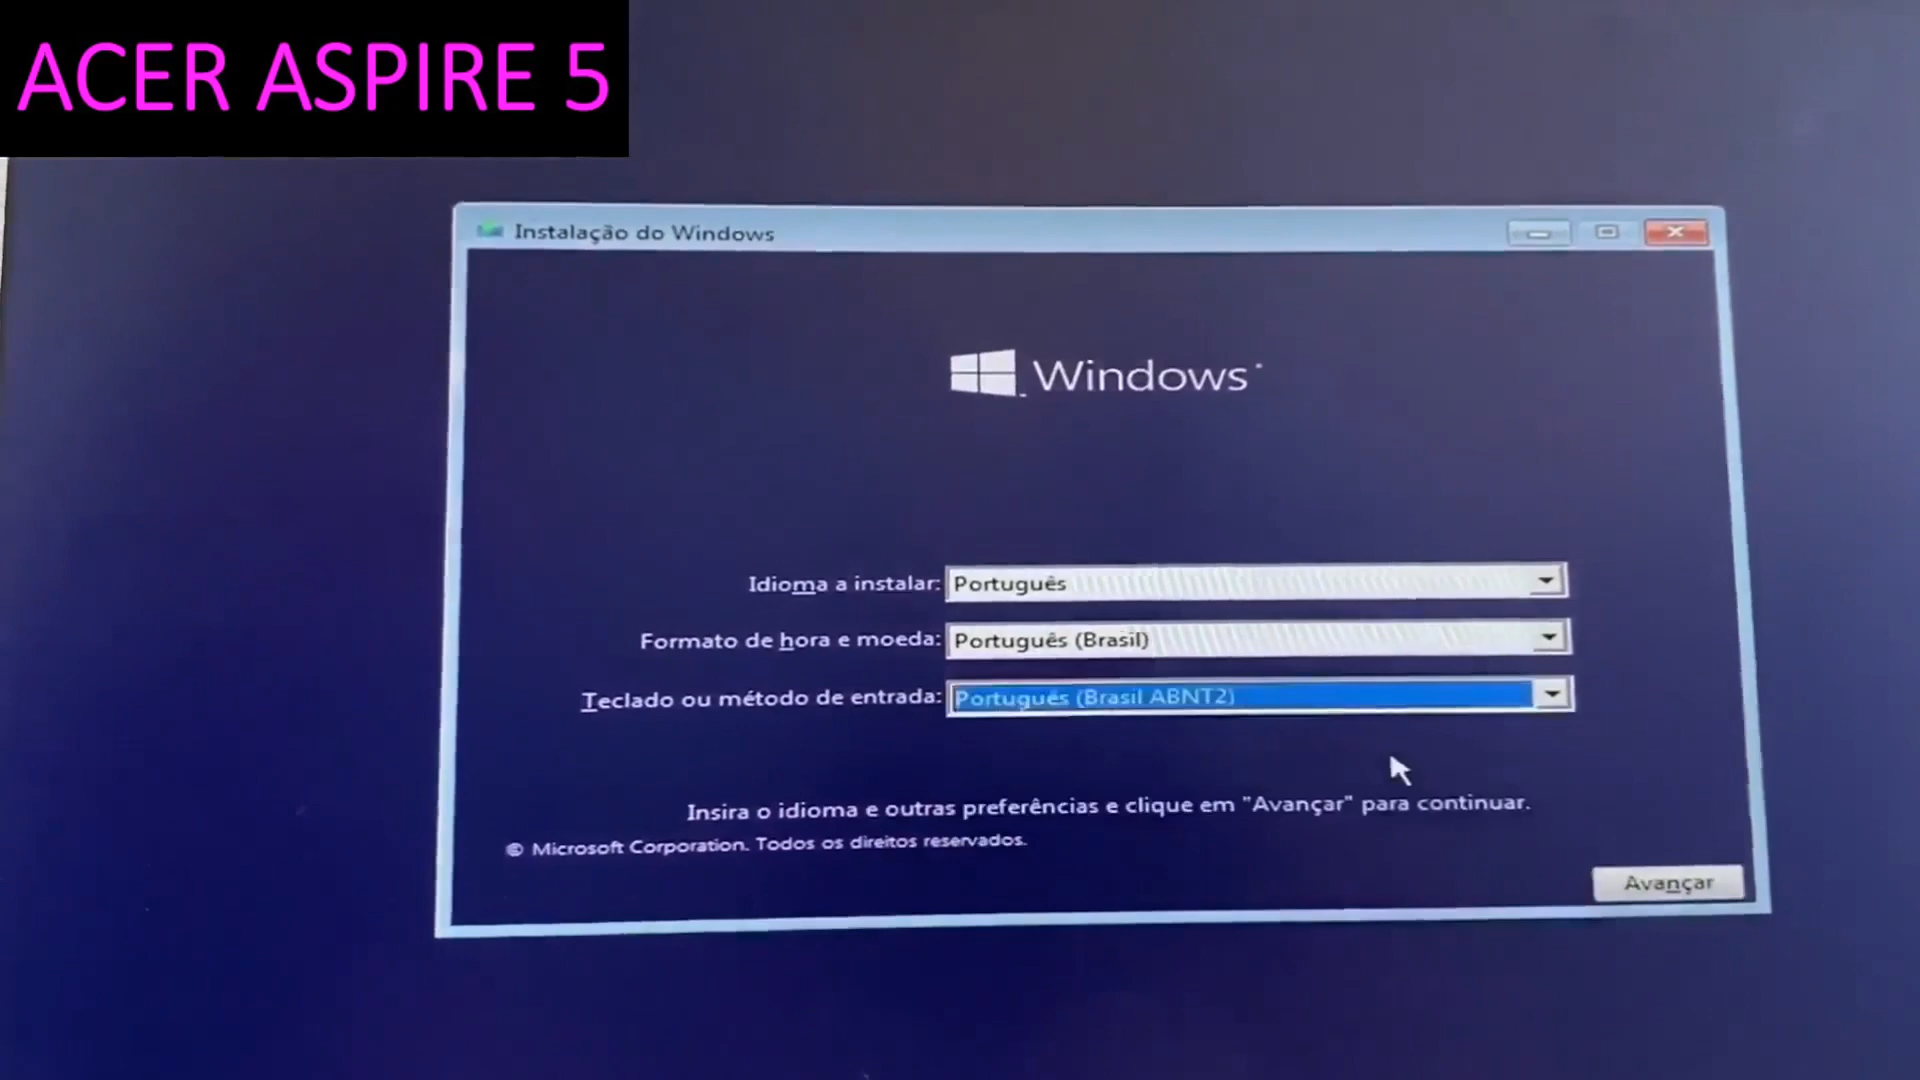 ACER ASPIRE 5
Instalação do Windows
Windows
Idioma a instalar: Português
Formato de hora e moeda: Português (Brasil)
Teclado ou método de entrada: Português (Brasil ABNT2)
Insira o idioma e outras preferências e clique em "Avançar" para continuar.
© Microsoft Corporation. Todos os direitos reservados.
Avançar